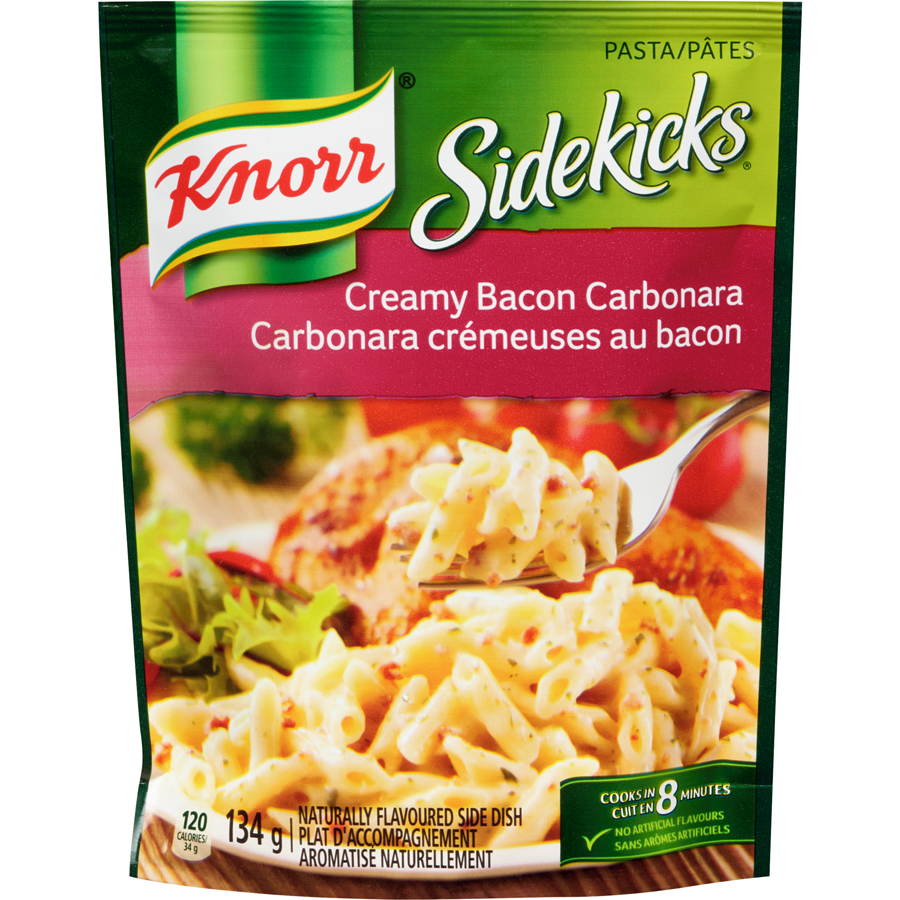 PASTA/PÂTES
Knorr®
Sidekicks®
Creamy Bacon Carbonara
Carbonara crémeuses au bacon
COOKS IN 8 MINUTES
CUIT EN
NO ARTIFICIAL FLAVOURS
SANS ARÔMES ARTIFICIELS
120
CALORIES/
34 g
134 g
NATURALLY FLAVOURED SIDE DISH
PLAT D'ACCOMPAGNEMENT
AROMATISÉ NATURELLEMENT